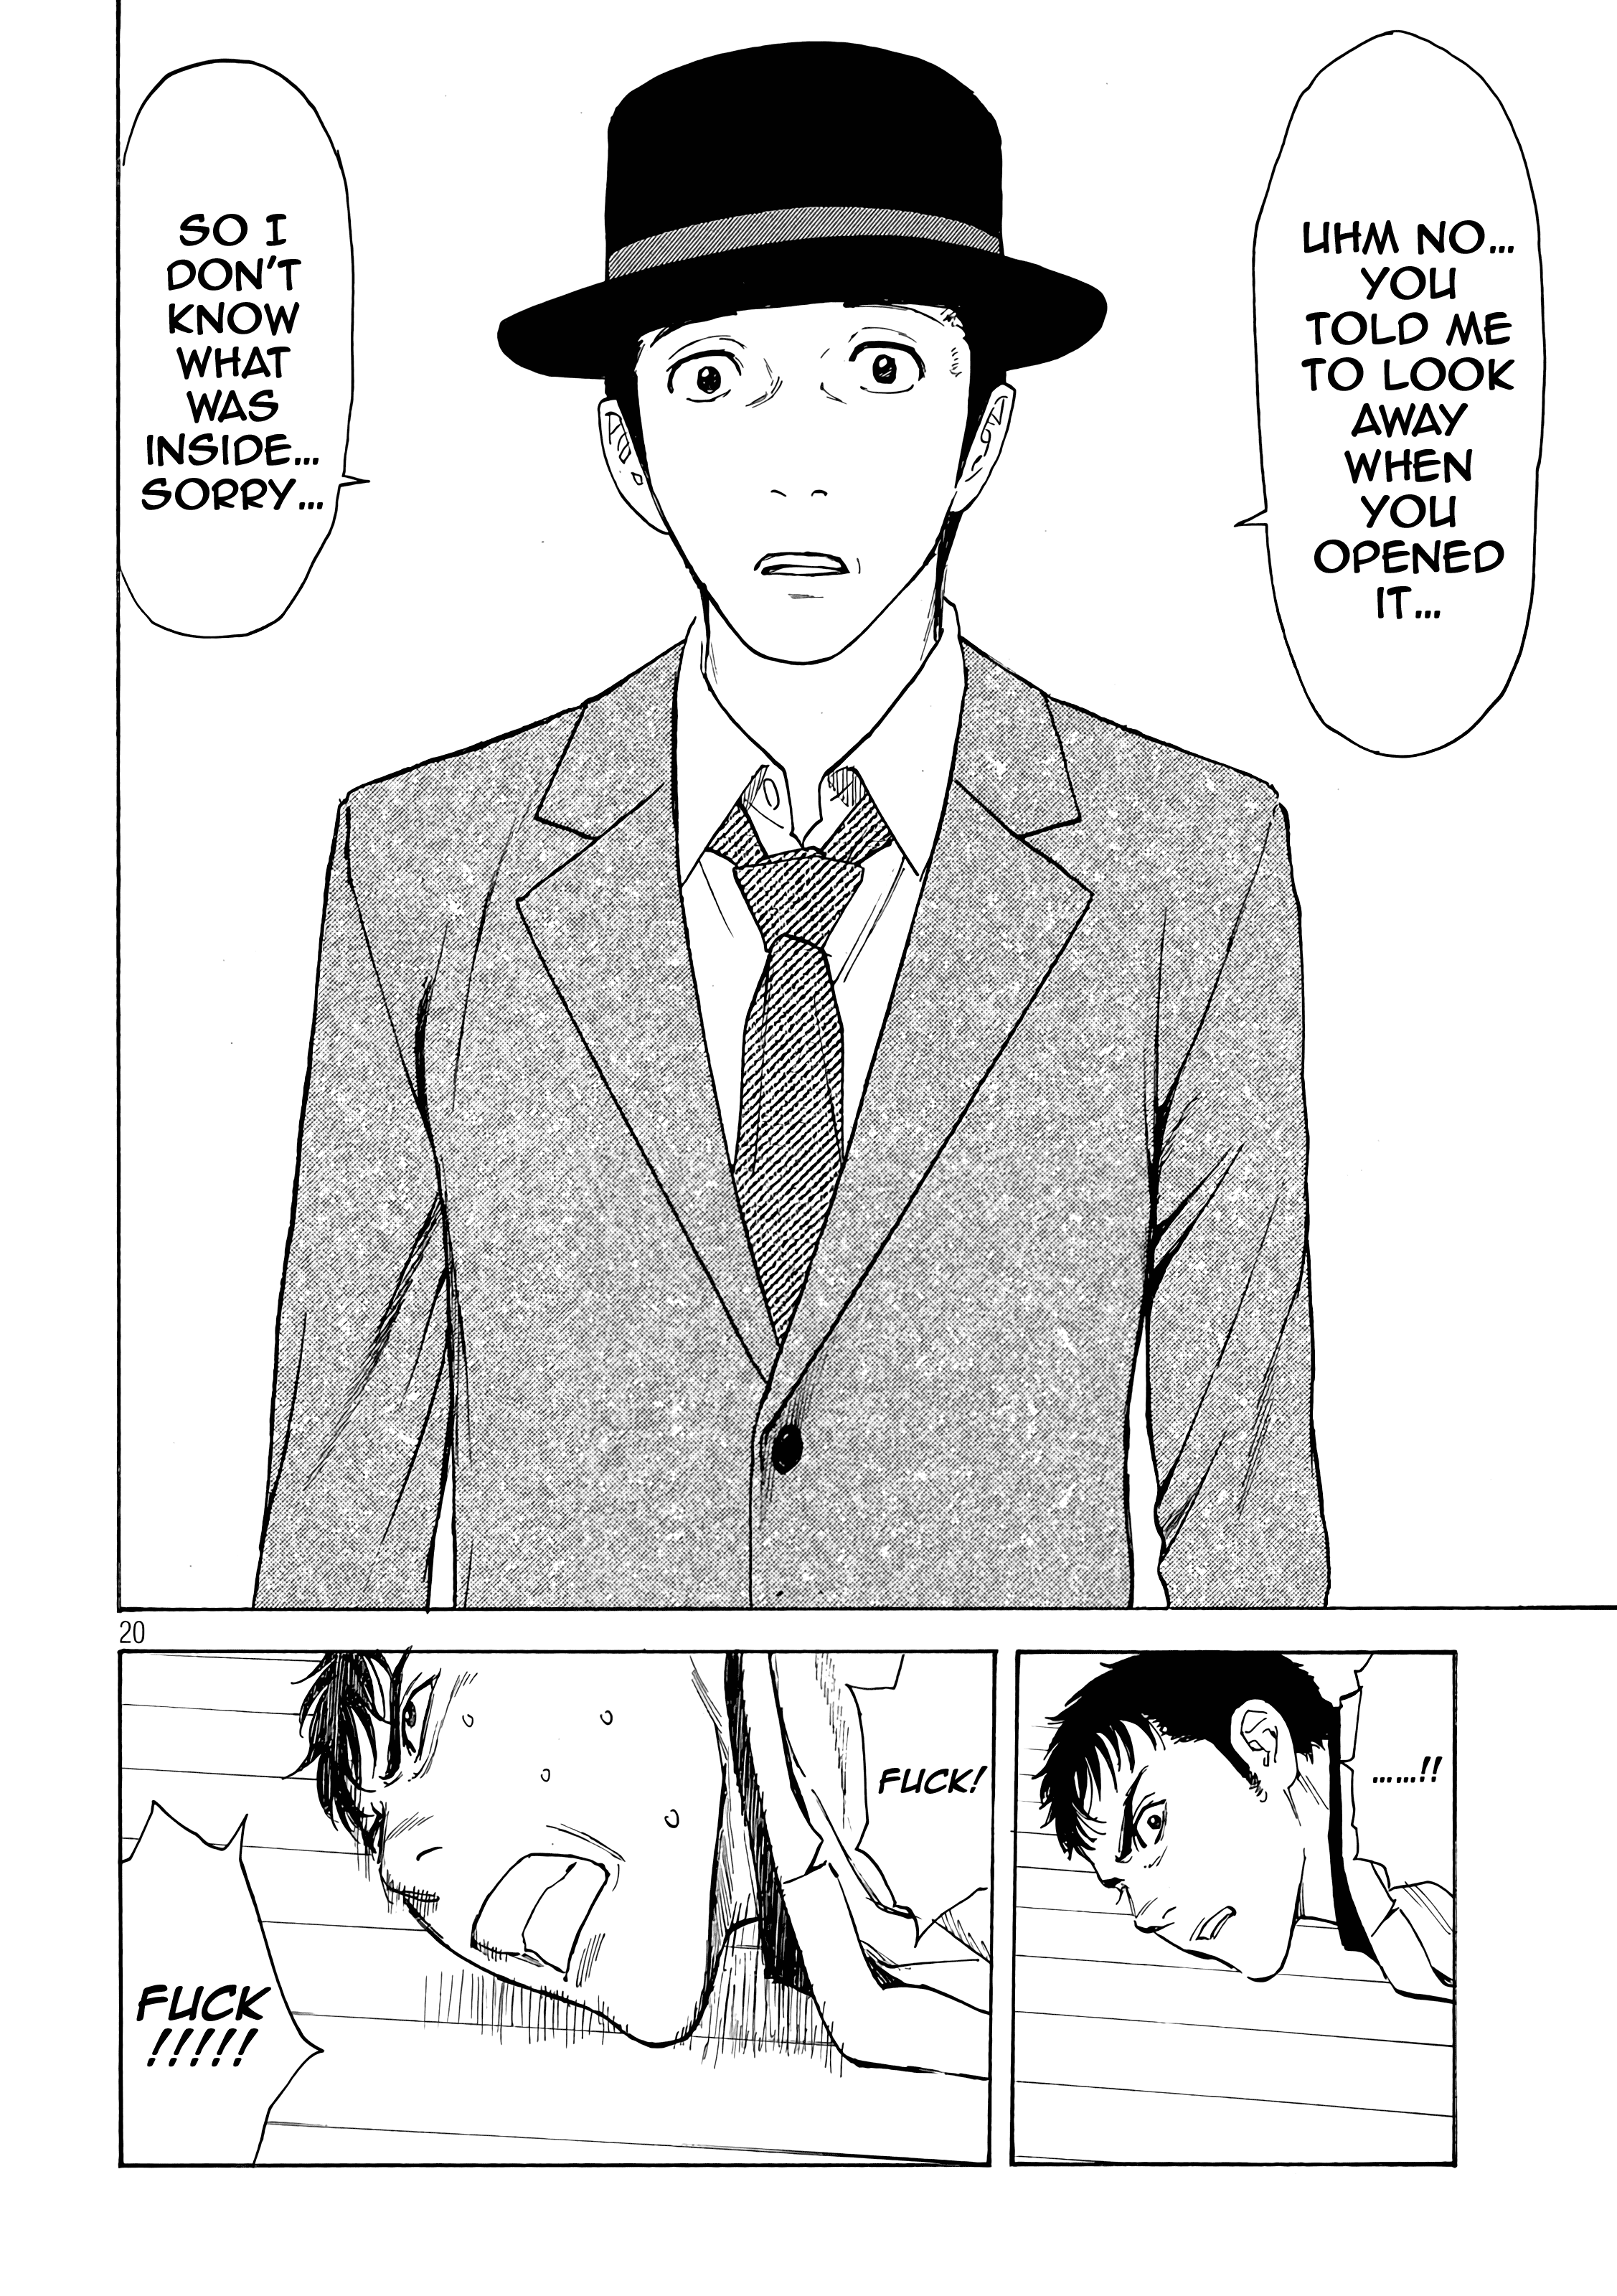 UHM NO...
YOU
TOLD ME
TO LOOK
AWAY
WHEN
YOU
OPENED
IT...
SO I
DON'T
KNOW
WHAT
WAS
INSIDE...
SORRY...
20
......!!
FUCK!
FUCK
!!!!!